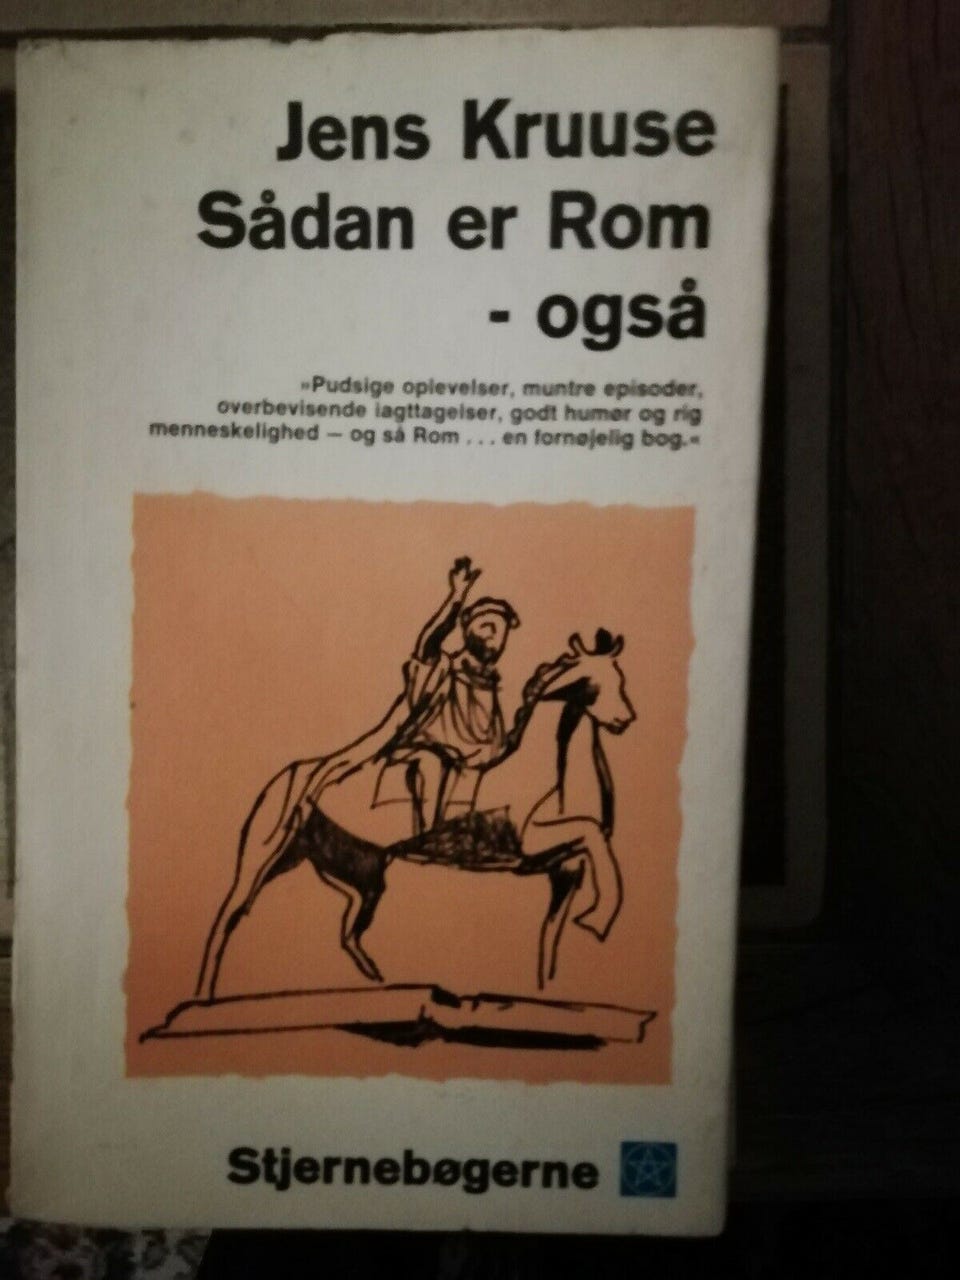 Jens Kruuse
Sådan er Rom
- også
»Pudsige oplevelser, muntre episoder,
overbevisende iagttagelser, godt humør og rig
menneskelighed — og så Rom . . . en fornøjelig bog.«
Stjernebøgerne